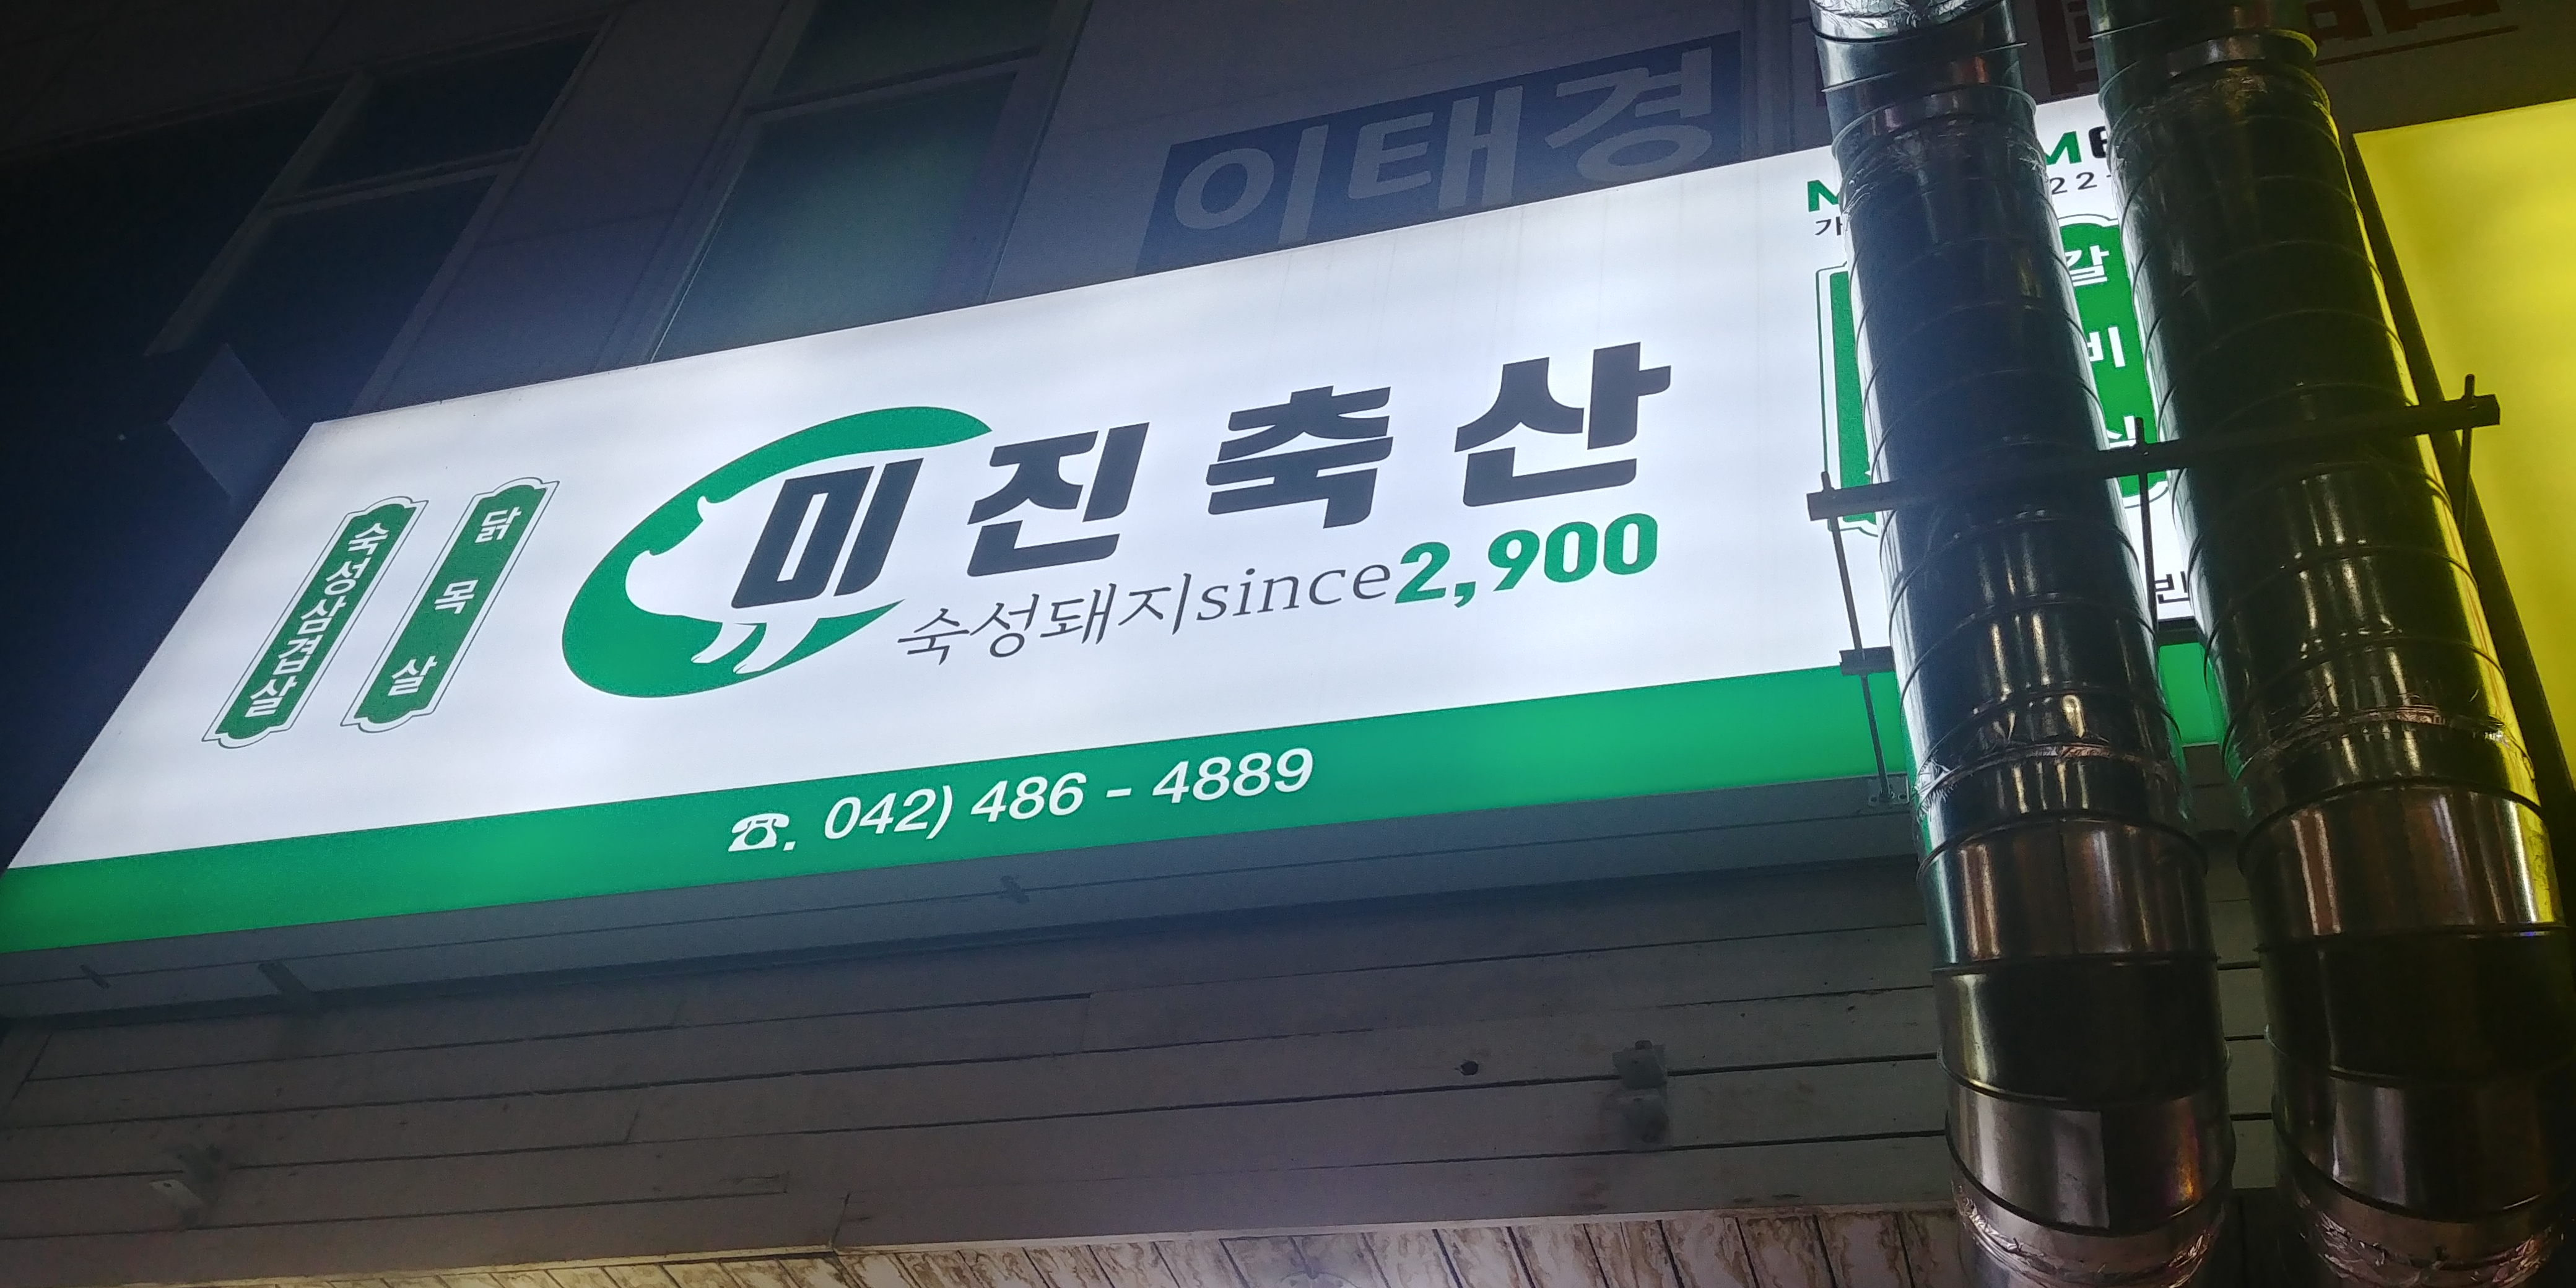 이태경
숙성삼겹살
닭목살
미진축산
숙성돼지since2,900
☎. 042) 486-4889